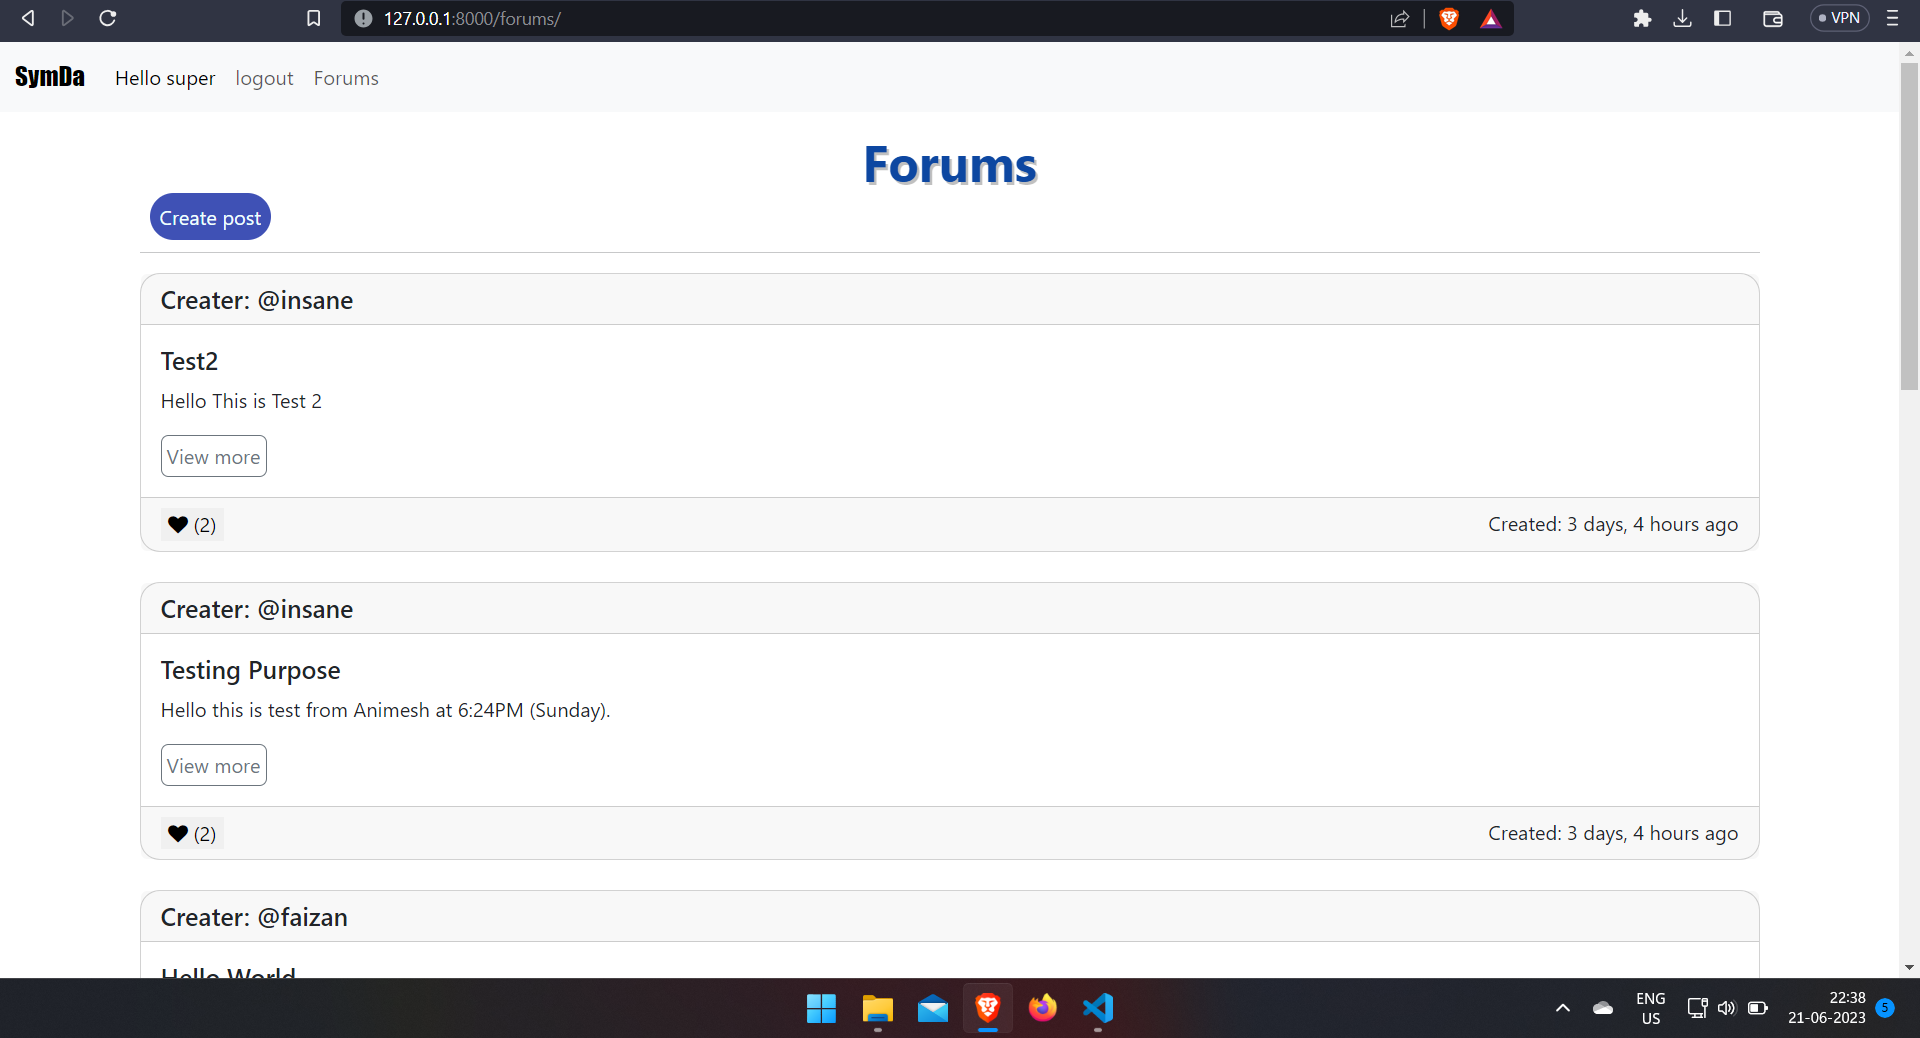 127.0.0.1:8000/forums/
VPN
SymDa Hello super logout Forums
Forums
Create post
Creater: @insane
Test2
Hello This is Test 2
View more
(2) Created: 3 days, 4 hours ago
Creater: @insane
Testing Purpose
Hello this is test from Animesh at 6:24PM (Sunday).
View more
(2) Created: 3 days, 4 hours ago
Creater: @faizan
Hello World
ENG
US
22:38
21-06-2023
5